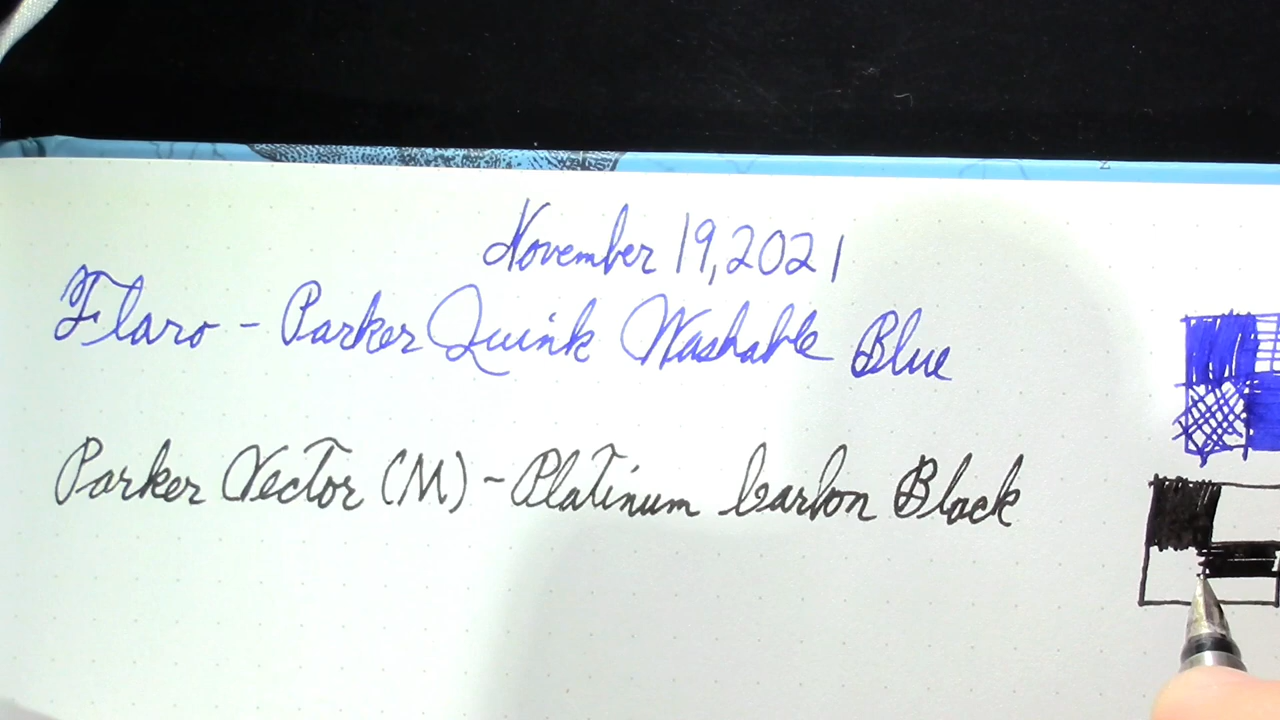 November 19, 2021
Flaro - Parker Quink Washable Blue
Parker Vector (M) - Platinum Carbon Black